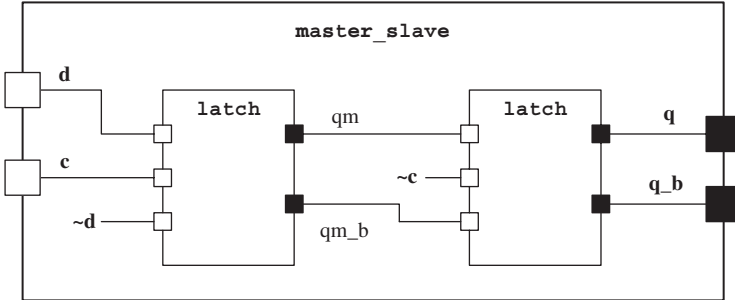 master_slave
d
latch
latch
qm
q
c
~c
q_b
~d
qm_b